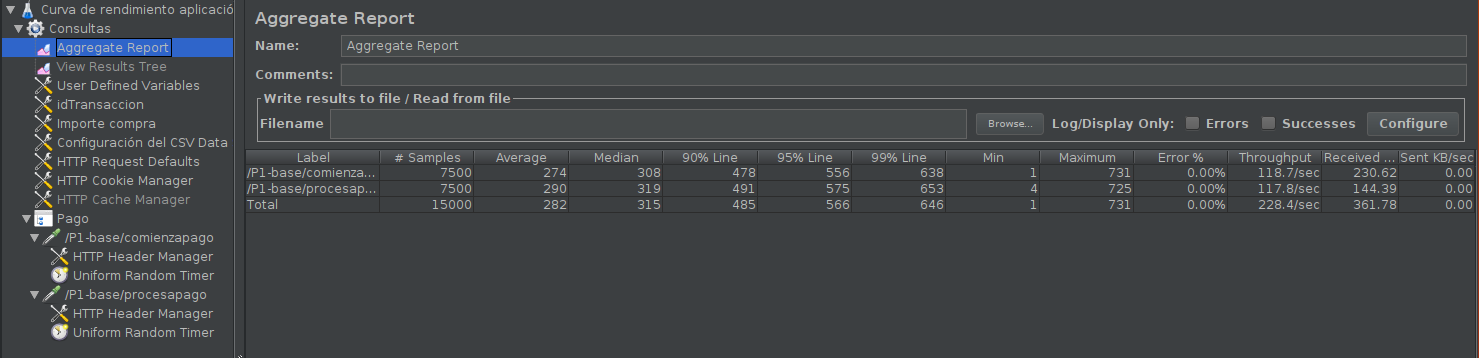 Curva de rendimiento aplicació
Consultas
Aggregate Report
View Results Tree
User Defined Variables
idTransaccion
Importe compra
Configuración del CSV Data
HTTP Request Defaults
HTTP Cookie Manager
HTTP Cache Manager
Pago
/P1-base/comienzapago
HTTP Header Manager
Uniform Random Timer
/P1-base/procesapago
HTTP Header Manager
Uniform Random Timer
Aggregate Report
Name: Aggregate Report
Comments:
Write results to file / Read from file
Filename Browse... Log/Display Only: Errors Successes Configure
Label # Samples Average Median 90% Line 95% Line 99% Line Min Maximum Error % Throughput Received ... Sent KB/sec
/P1-base/comienza... 7500 274 308 478 556 638 1 731 0.00% 118.7/sec 230.62 0.00
/P1-base/procesap... 7500 290 319 491 575 653 4 725 0.00% 117.8/sec 144.39 0.00
Total 15000 282 315 485 566 646 1 731 0.00% 228.4/sec 361.78 0.00